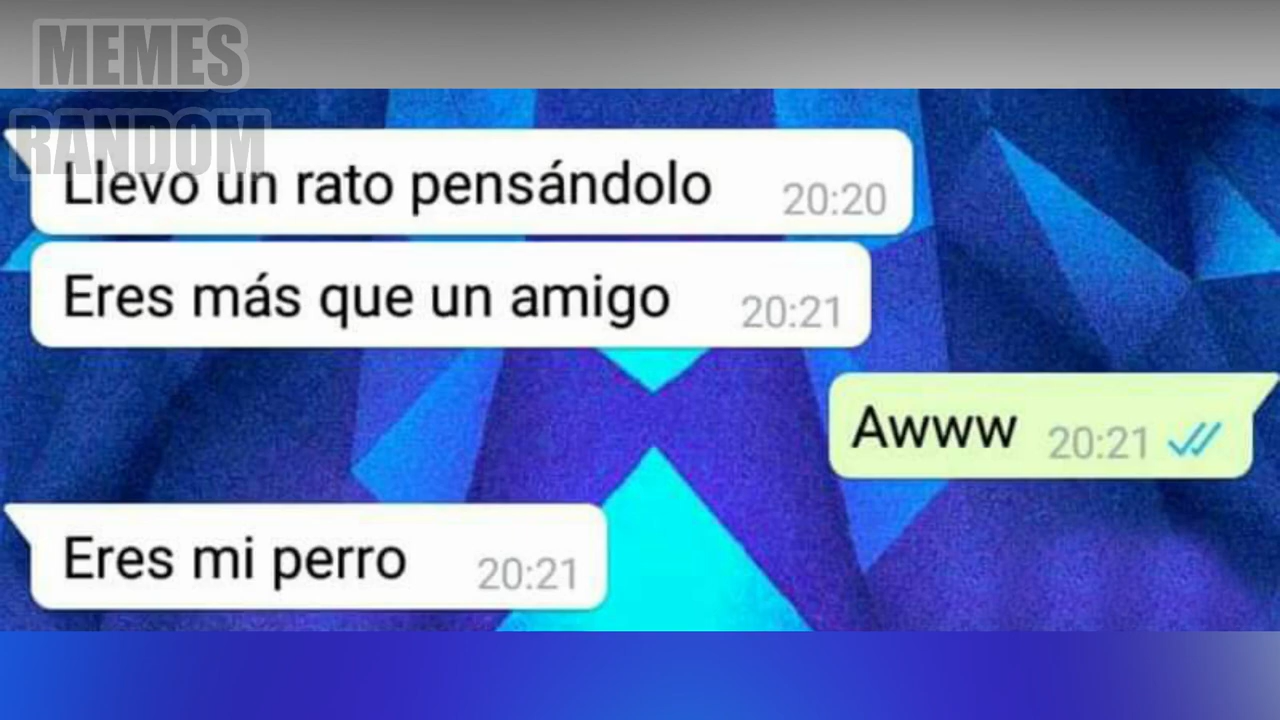 MEMES
RANDOM
Llevo un rato pensándolo 20:20
Eres más que un amigo 20:21
Awww 20:21
Eres mi perro 20:21